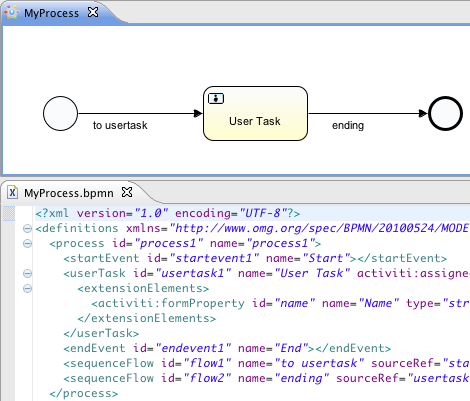 MyProcess
to usertask
User Task
ending
MyProcess.bpmn
<?xml version="1.0" encoding="UTF-8"?>
<definitions xmlns="http://www.omg.org/spec/BPMN/20100524/MODE
<process id="process1" name="process1">
<startEvent id="startevent1" name="Start"></startEvent>
<userTask id="usertask1" name="User Task" activiti:assigne
<extensionElements>
<activiti:formProperty id="name" name="Name" type="str
</extensionElements>
</userTask>
<endEvent id="endevent1" name="End"></endEvent>
<sequenceFlow id="flow1" name="to usertask" sourceRef="sta
<sequenceFlow id="flow2" name="ending" sourceRef="usertask
</process>